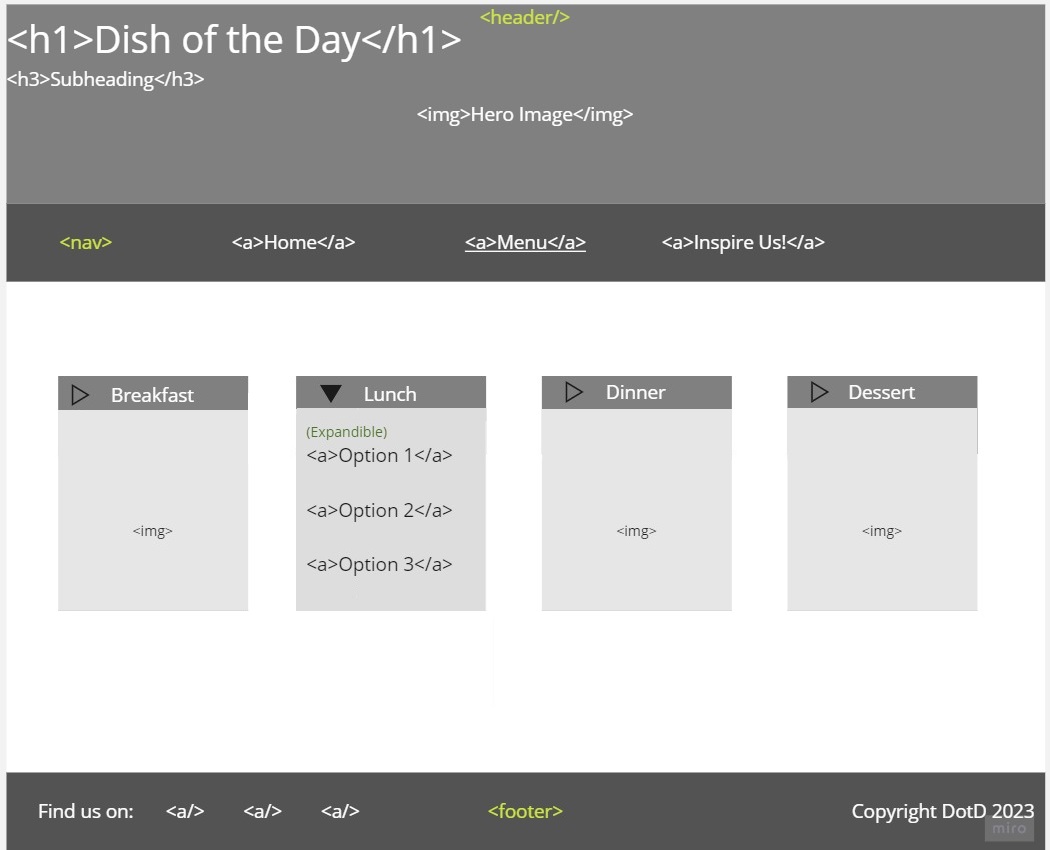 <header/>
<h1>Dish of the Day</h1>
<h3>Subheading</h3>
<img>Hero Image</img>
<nav> <a>Home</a> <a>Menu</a> <a>Inspire Us!</a>
Breakfast Lunch Dinner Dessert
(Expandible)
<a>Option 1</a>
<a>Option 2</a>
<img> <img> <img>
<a>Option 3</a>
Find us on: <a/> <a/> <a/> <footer> Copyright DotD 2023
miro